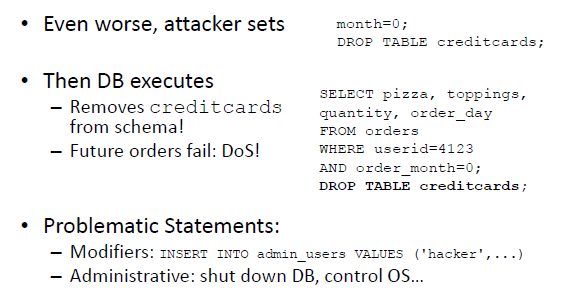 • Even worse, attacker sets
month=0;
DROP TABLE creditcards;
• Then DB executes
– Removes creditcards
from schema!
– Future orders fail: DoS!
SELECT pizza, toppings,
quantity, order_day
FROM orders
WHERE userid=4123
AND order_month=0;
DROP TABLE creditcards;
• Problematic Statements:
– Modifiers: INSERT INTO admin_users VALUES ('hacker',...)
– Administrative: shut down DB, control OS…